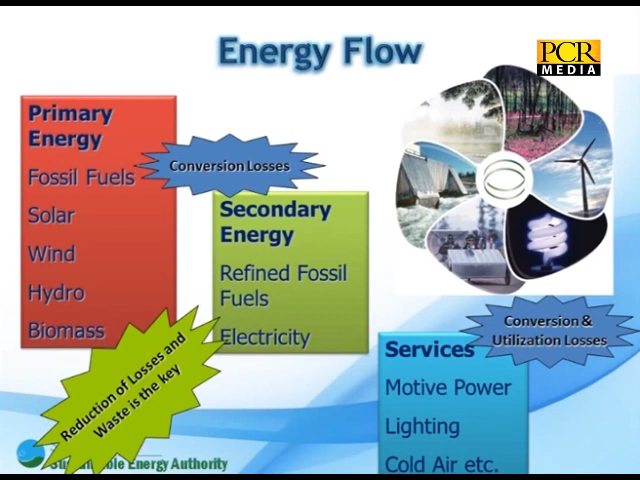 Energy Flow
PCR
MEDIA
Primary
Energy
Fossil Fuels
Solar
Wind
Hydro
Biomass
Conversion Losses
Secondary
Energy
Refined Fossil
Fuels
Electricity
Conversion &
Utilization Losses
Services
Motive Power
Lighting
Cold Air etc.
Reduction of Losses and
Waste is the key
Energy Authority